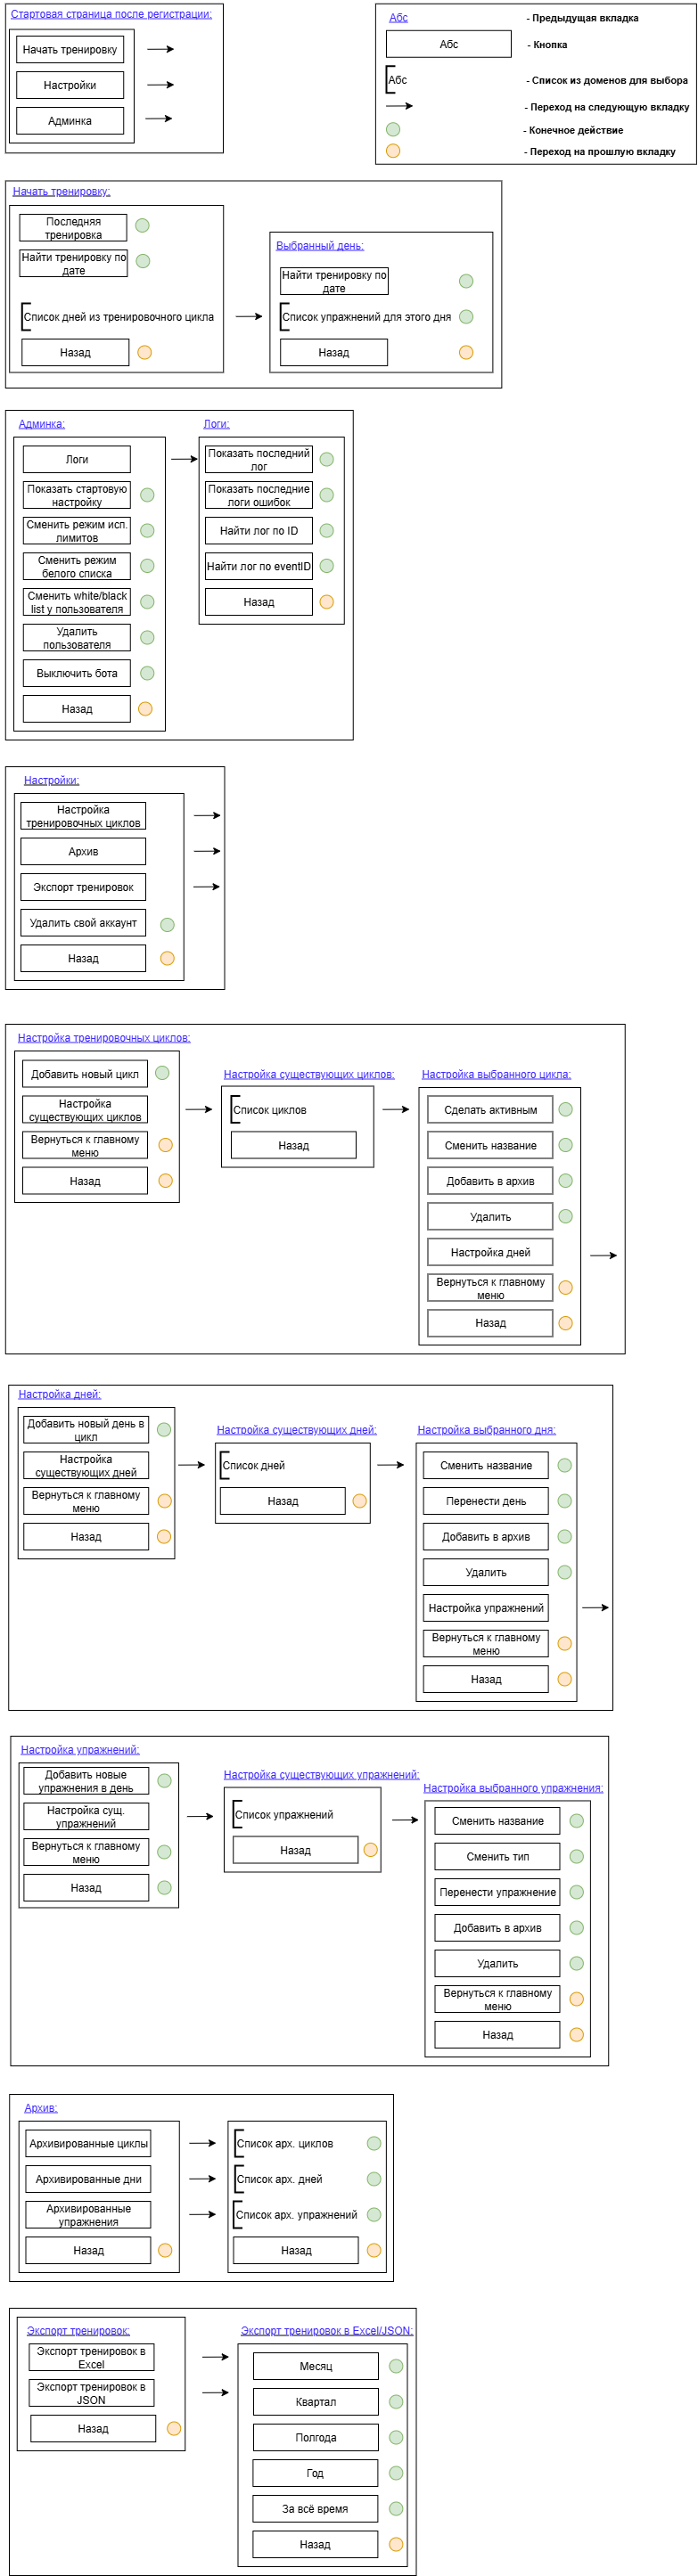 Стартовая страница после регистрации:
Начать тренировку
Настройки
Админка
Абс
- Предыдущая вкладка
Абс
- Кнопка
Абс
- Список из доменов для выбора
- Переход на следующую вкладку
- Конечное действие
- Переход на прошлую вкладку
Начать тренировку:
Последняя
тренировка
Найти тренировку по
дате
Список дней из тренировочного цикла
Назад
Выбранный день:
Найти тренировку по
дате
Список упражнений для этого дня
Назад
Админка:
Логи
Показать стартовую
настройку
Сменить режим исп.
лимитов
Сменить режим
белого списка
Сменить white/black
list у пользователя
Удалить
пользователя
Выключить бота
Назад
Логи:
Показать последний
лог
Показать последние
логи ошибок
Найти лог по ID
Найти лог по eventID
Назад
Настройки:
Настройка
тренировочных циклов
Архив
Экспорт тренировок
Удалить свой аккаунт
Назад
Настройка тренировочных циклов:
Добавить новый цикл
Настройка
существующих циклов
Вернуться к главному
меню
Назад
Настройка существующих циклов:
Список циклов
Назад
Настройка выбранного цикла:
Сделать активным
Сменить название
Добавить в архив
Удалить
Настройка дней
Вернуться к главному
меню
Назад
Настройка дней:
Добавить новый день в
цикл
Настройка
существующих дней
Вернуться к главному
меню
Назад
Настройка существующих дней:
Список дней
Назад
Настройка выбранного дня:
Сменить название
Перенести день
Добавить в архив
Удалить
Настройка упражнений
Вернуться к главному
меню
Назад
Настройка упражнений:
Добавить новые
упражнения в день
Настройка сущ.
упражнений
Вернуться к главному
меню
Назад
Настройка существующих упражнений:
Список упражнений
Назад
Настройка выбранного упражнения:
Сменить название
Сменить тип
Перенести упражнение
Добавить в архив
Удалить
Вернуться к главному
меню
Назад
Архив:
Архивированные циклы
Архивированные дни
Архивированные
упражнения
Назад
Список арх. циклов
Список арх. дней
Список арх. упражнений
Назад
Экспорт тренировок:
Экспорт тренировок в
Excel
Экспорт тренировок в
JSON
Назад
Экспорт тренировок в Excel/JSON:
Месяц
Квартал
Полгода
Год
За всё время
Назад